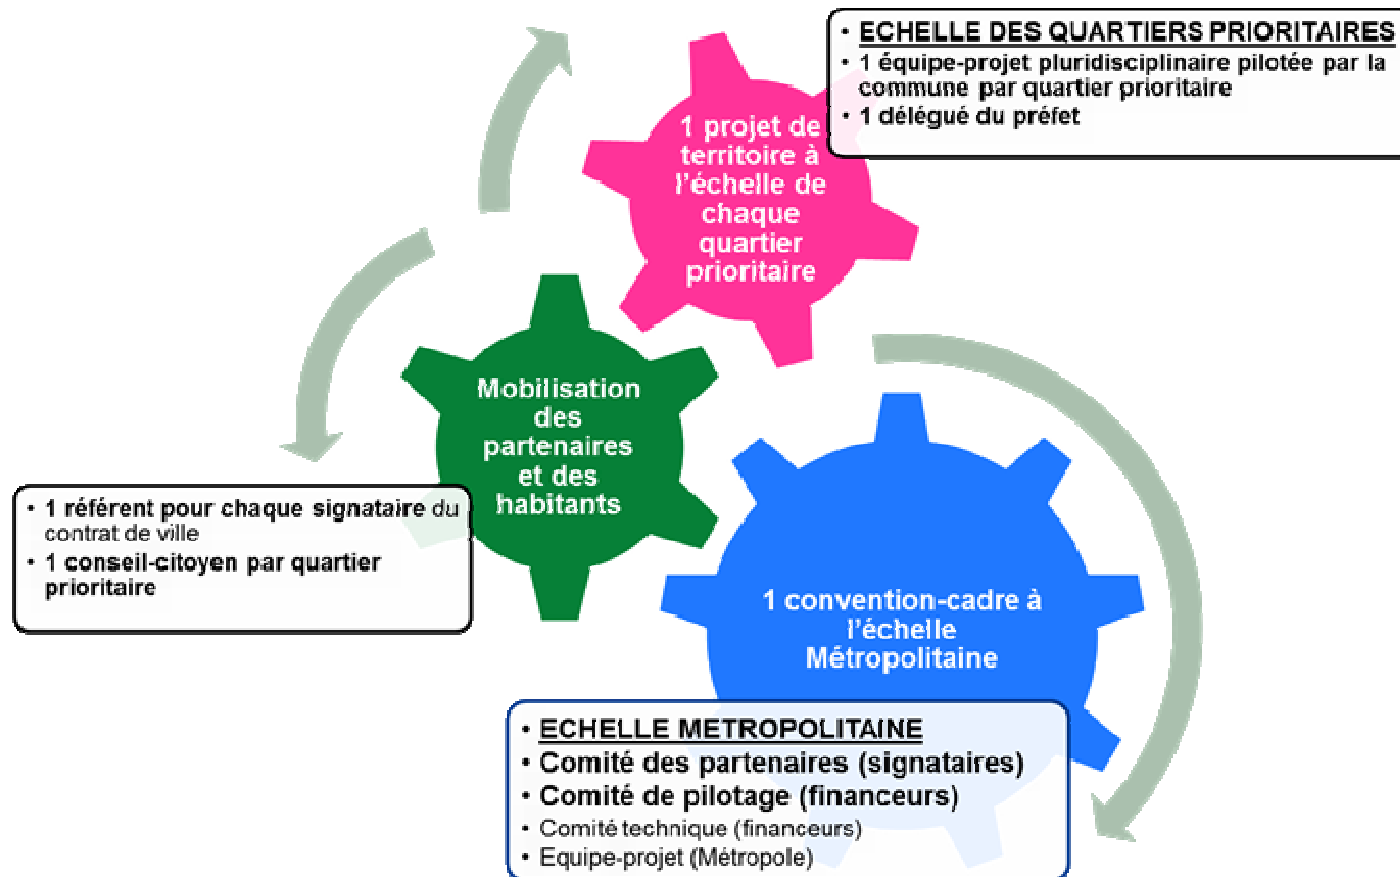 • ECHELLE DES QUARTIERS PRIORITAIRES
• 1 équipe-projet pluridisciplinaire pilotée par la
commune par quartier prioritaire
• 1 délégué du préfet
1 projet de
territoire à
l'échelle de
chaque
quartier
prioritaire
Mobilisation
des
partenaires
et des
habitants
• 1 référent pour chaque signataire du
contrat de ville
• 1 conseil-citoyen par quartier
prioritaire
1 convention-cadre à
l'échelle
Métropolitaine
• ECHELLE METROPOLITAINE
• Comité des partenaires (signataires)
• Comité de pilotage (financeurs)
• Comité technique (financeurs)
• Equipe-projet (Métropole)